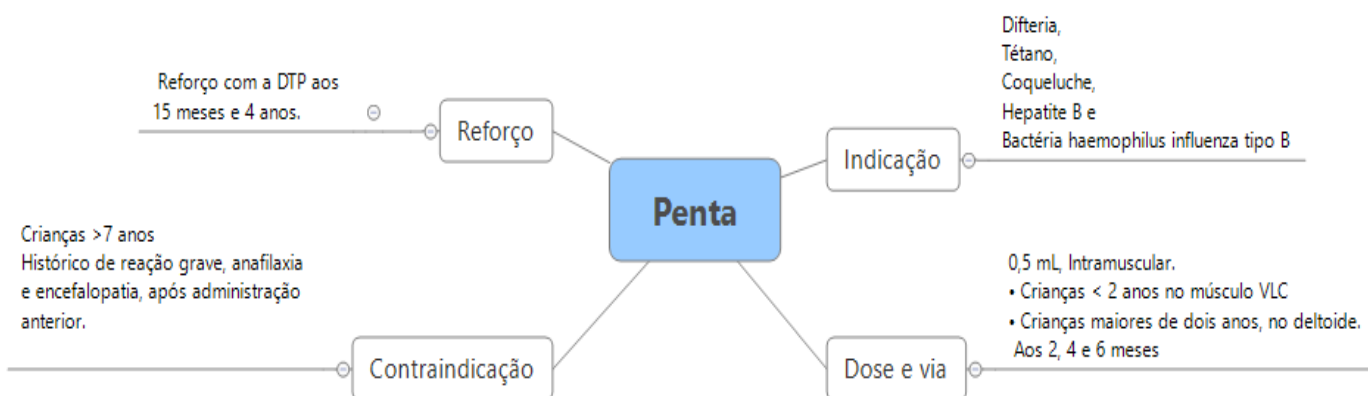 Penta
Reforço
Reforço com a DTP aos
15 meses e 4 anos.
Indicação
Difteria,
Tétano,
Coqueluche,
Hepatite B e
Bactéria haemophilus influenza tipo B
Contraindicação
Crianças >7 anos
Histórico de reação grave, anafilaxia
e encefalopatia, após administração
anterior.
Dose e via
0,5 mL, Intramuscular.
• Crianças < 2 anos no músculo VLC
• Crianças maiores de dois anos, no deltoide.
Aos 2, 4 e 6 meses